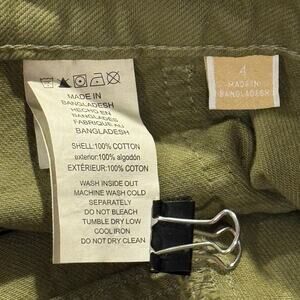 MADE IN
BANGLADESH
HECHO EN
BANGLADES
FABRIQUE AU
BANGLADESH
SHELL:100% COTTON
exterior:100% algodón
EXTÉRIEUR:100% COTON
WASH INSIDE OUT
MACHINE WASH COLD
SEPARATELY
DO NOT BLEACH
TUMBLE DRY LOW
COOL IRON
DO NOT DRY CLEAN
4
MADE IN
BANGLADESH